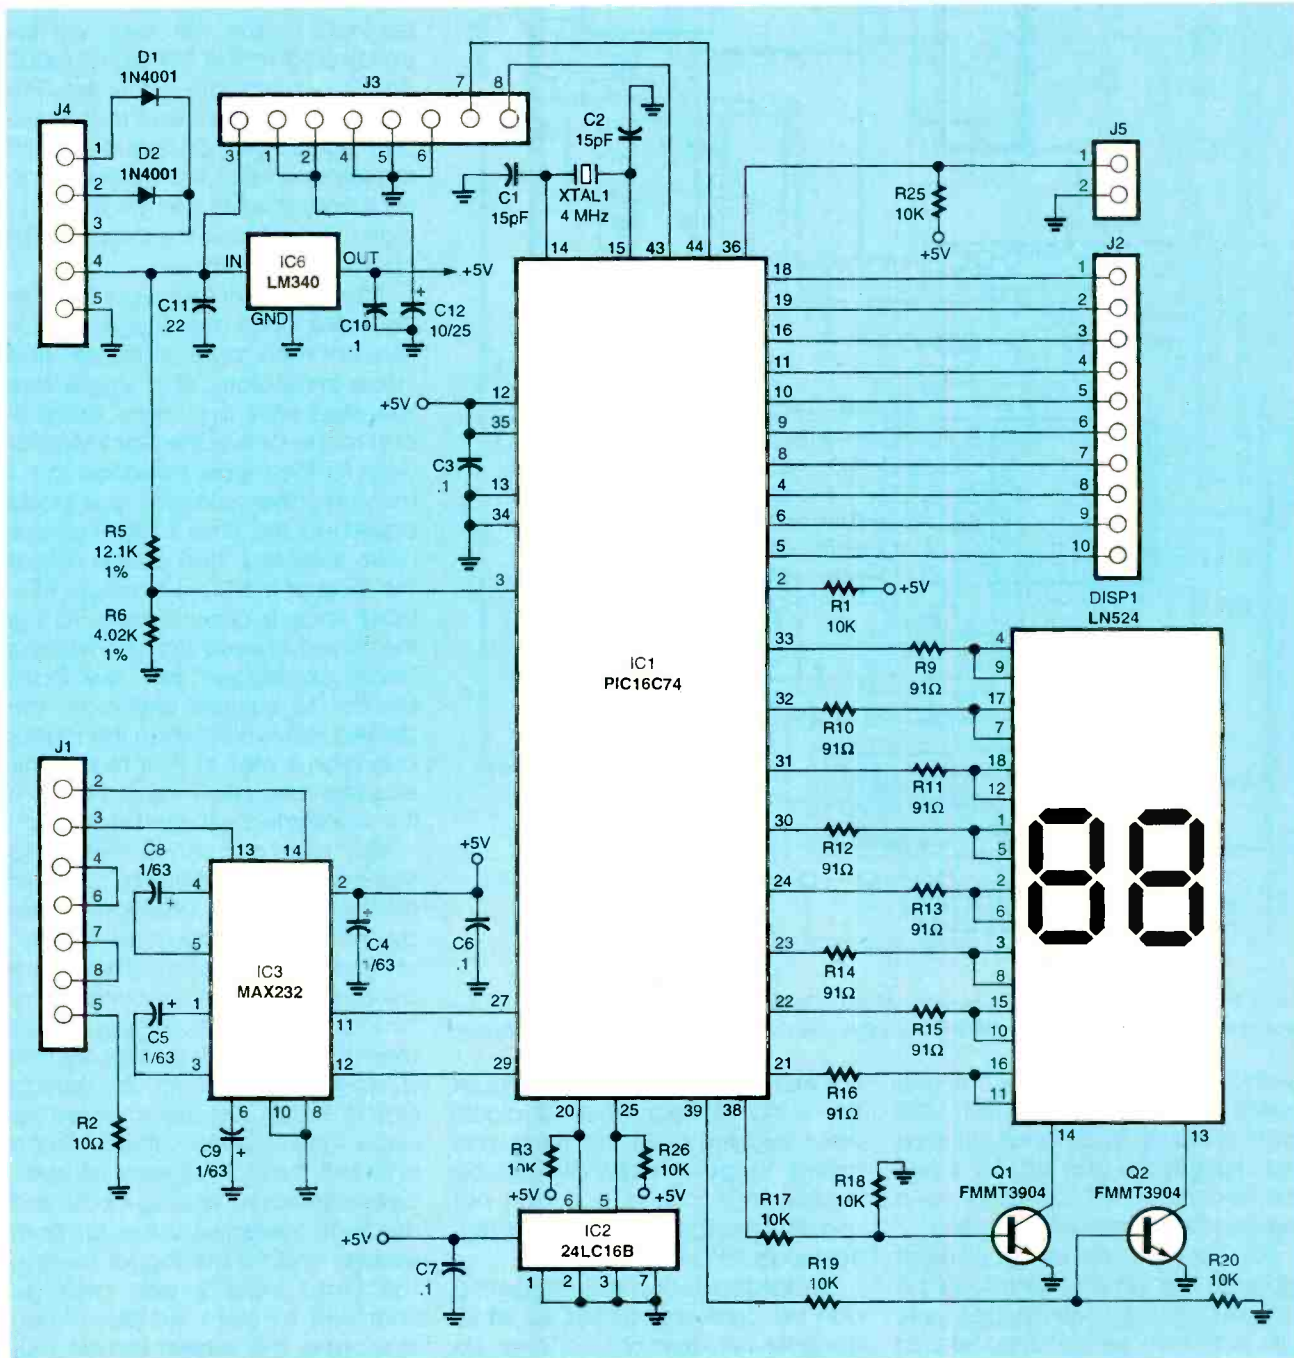 D1
1N4001
J4
1
D2
1N4001
2
3
4
5
J3
7
8
3
1
2
4
5
6
C2
15pF
C1
15pF
XTAL1
4 MHz
IN
IC6
LM340
OUT
GND
+5V
C11
.22
C10
.1
+
C12
10/25
14
15
43
44
36
R25
10K
+5V
J5
1
2
J2
1
2
3
4
5
6
7
8
9
10
18
19
16
11
10
9
8
4
6
5
2
R1
10K
+5V
+5V
12
35
C3
.1
13
34
3
R5
12.1K
1%
R6
4.02K
1%
IC1
PIC16C74
33
32
31
30
24
23
22
21
R9
91Ω
R10
91Ω
R11
91Ω
R12
91Ω
R13
91Ω
R14
91Ω
R15
91Ω
R16
91Ω
DISP1
LN524
4
9
17
7
18
12
1
5
2
6
3
8
15
10
16
11
14
13
J1
2
3
4
6
7
8
5
R2
10Ω
C8
1/63
+
C5
+
1/63
13
14
4
5
1
3
IC3
MAX232
2
11
12
6
10
8
C9
1/63
+
+
C4
1/63
+5V
C6
.1
27
29
20
25
39
38
R3
10K
+5V
R26
10K
+5V
6
5
IC2
24LC16B
+5V
C7
.1
1
2
3
7
R17
10K
R18
10K
R19
10K
Q1
FMMT3904
Q2
FMMT3904
R20
10K